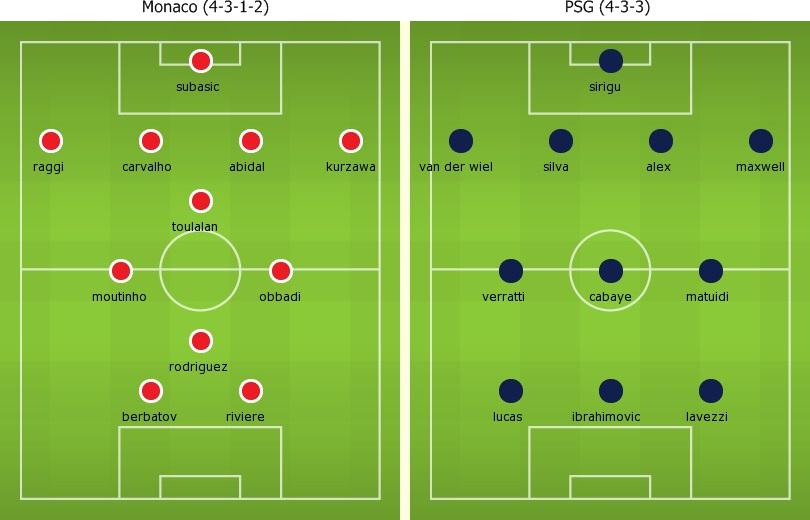 Monaco (4-3-1-2)
subasic
raggi carvalho abidal kurzawa
toulalan
moutinho obbadi
rodriguez
berbatov riviere
PSG (4-3-3)
sirigu
van der wiel silva alex maxwell
verratti cabaye matuidi
lucas ibrahimovic lavezzi